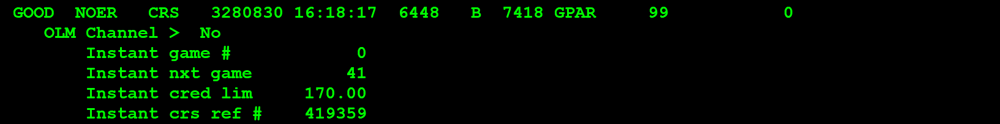 GOOD NOER CRS 3280830 16:18:17 6448 B 7418 GPAR 99 0
OLM Channel > No
Instant game # 0
Instant nxt game 41
Instant cred lim 170.00
Instant crs ref # 419359